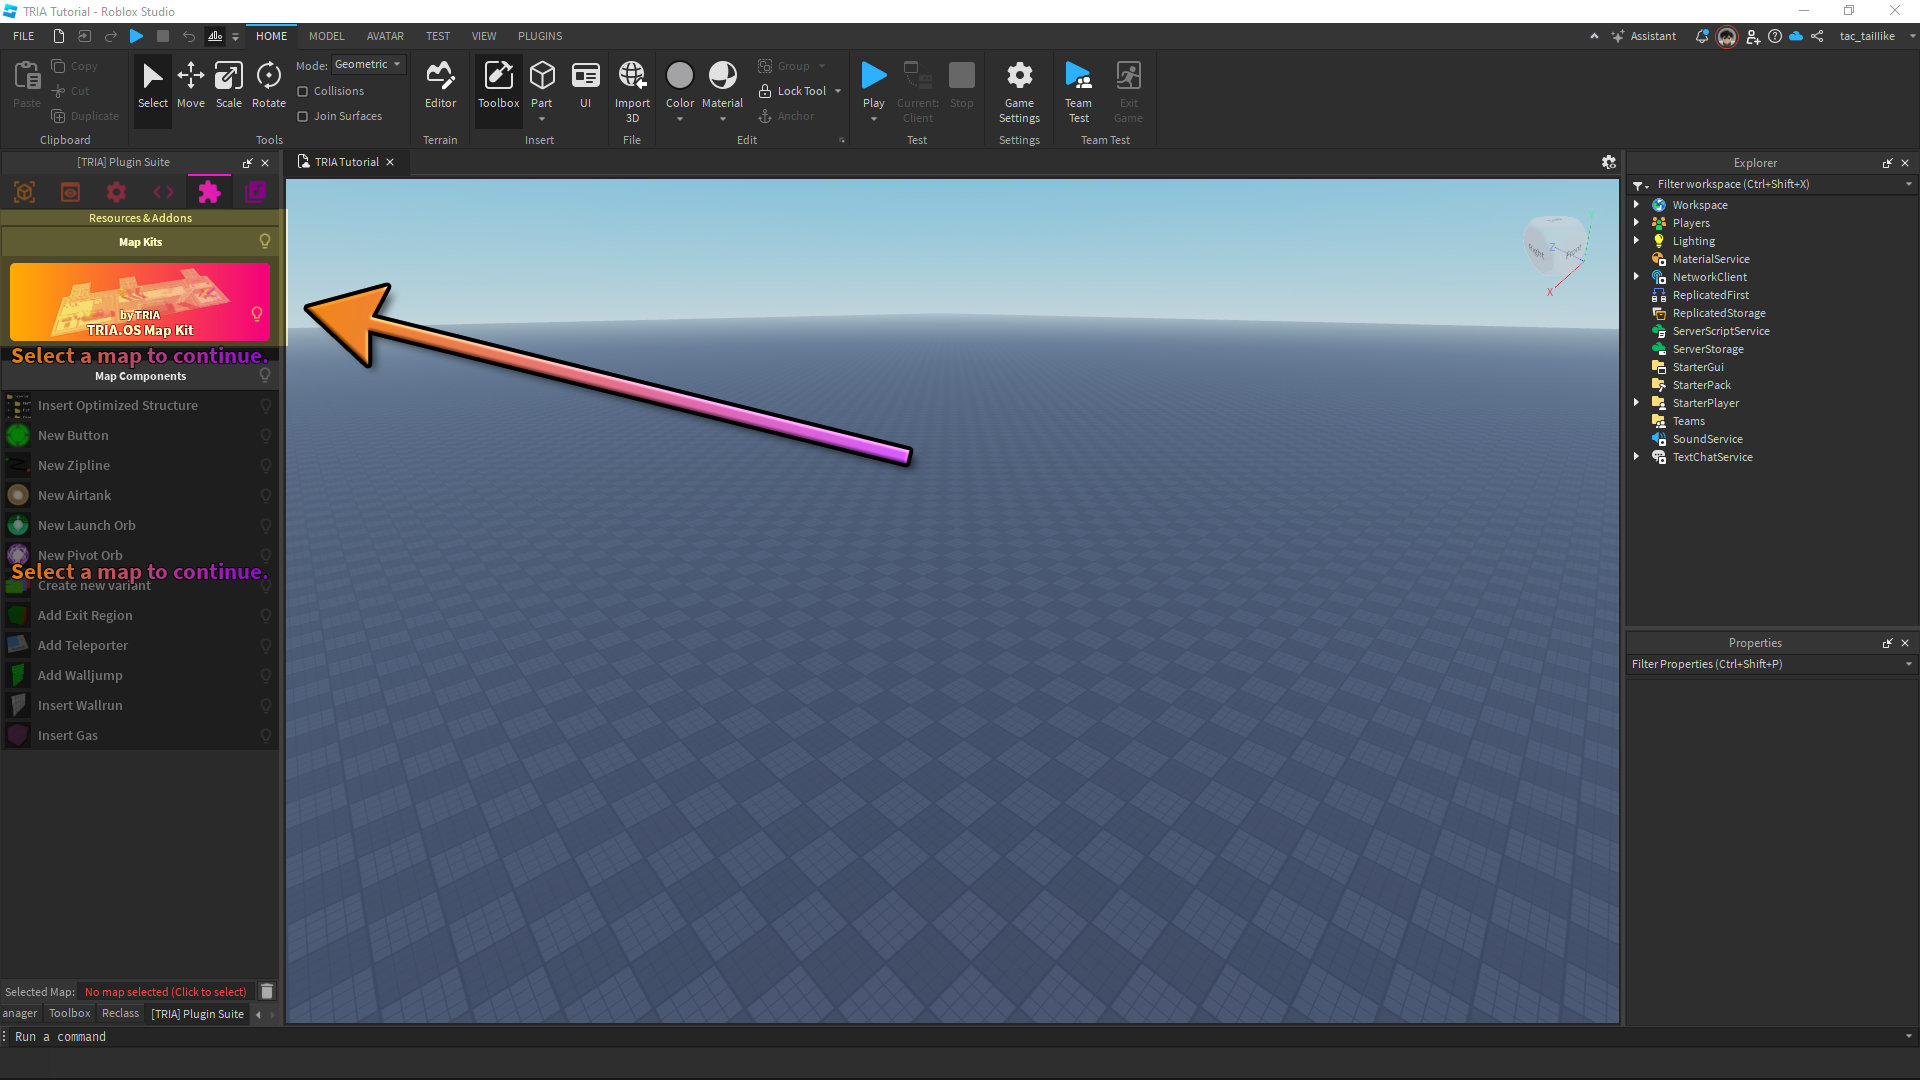 TRIA Tutorial - Roblox Studio
FILE
HOME
MODEL
AVATAR
TEST
VIEW
PLUGINS
Assistant
tac_taillike
Paste
Copy
Cut
Duplicate
Clipboard
Select
Move
Scale
Rotate
Mode: Geometric
Collisions
Join Surfaces
Tools
Editor
Terrain
Toolbox
Part
UI
Insert
Import
3D
File
Color
Material
Group
Lock Tool
Anchor
Edit
Play
Current:
Client
Stop
Test
Game
Settings
Settings
Team
Test
Exit
Game
Team Test
[TRIA] Plugin Suite
TRIA Tutorial
Resources & Addons
Map Kits
by TRIA
TRIA.OS Map Kit
Select a map to continue.
Map Components
Insert Optimized Structure
New Button
New Zipline
New Airtank
New Launch Orb
New Pivot Orb
Select a map to continue.
Create new variant
Add Exit Region
Add Teleporter
Add Walljump
Insert Wallrun
Insert Gas
Selected Map: No map selected (Click to select)
anager
Toolbox
Reclass
[TRIA] Plugin Suite
Run a command
Right
Front
Y
Z
X
Explorer
Filter workspace (Ctrl+Shift+X)
Workspace
Players
Lighting
MaterialService
NetworkClient
ReplicatedFirst
ReplicatedStorage
ServerScriptService
ServerStorage
StarterGui
StarterPack
StarterPlayer
Teams
SoundService
TextChatService
Properties
Filter Properties (Ctrl+Shift+P)